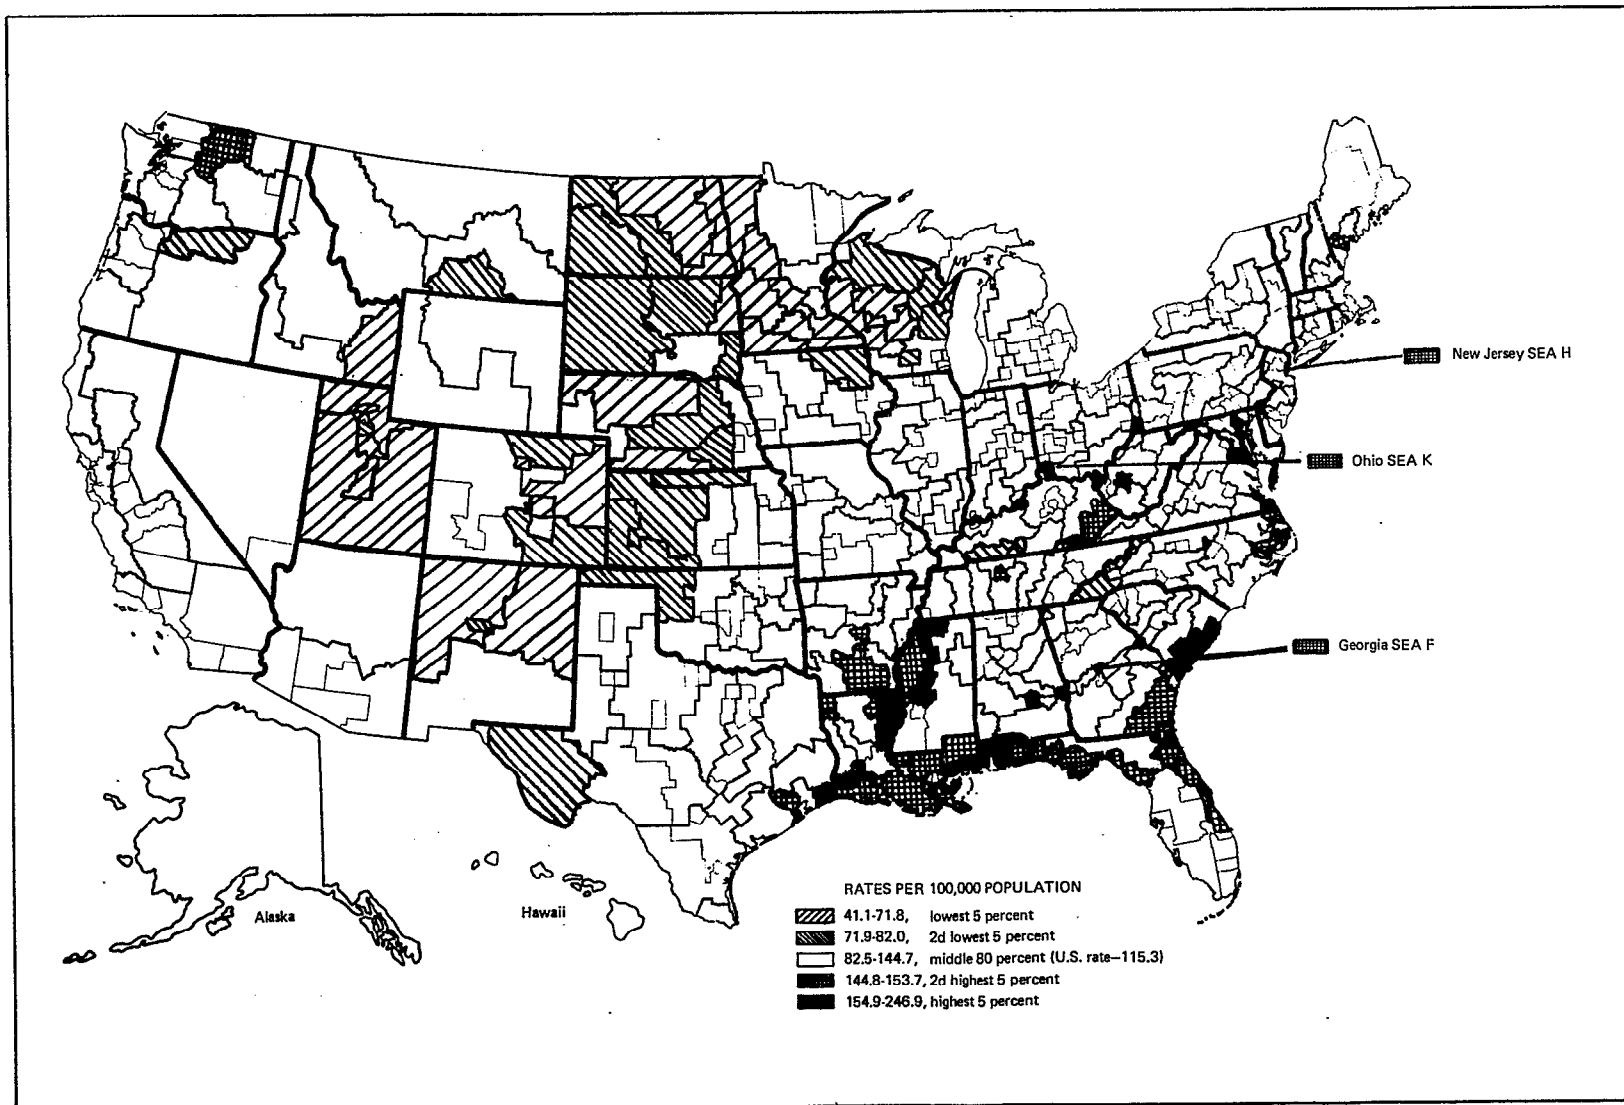 New Jersey SEA H
Ohio SEA K
Georgia SEA F
Alaska
Hawaii
RATES PER 100,000 POPULATION
41.1-71.8, lowest 5 percent
71.9-82.0, 2d lowest 5 percent
82.5-144.7, middle 80 percent (U.S. rate—115.3)
144.8-153.7, 2d highest 5 percent
154.9-246.9, highest 5 percent